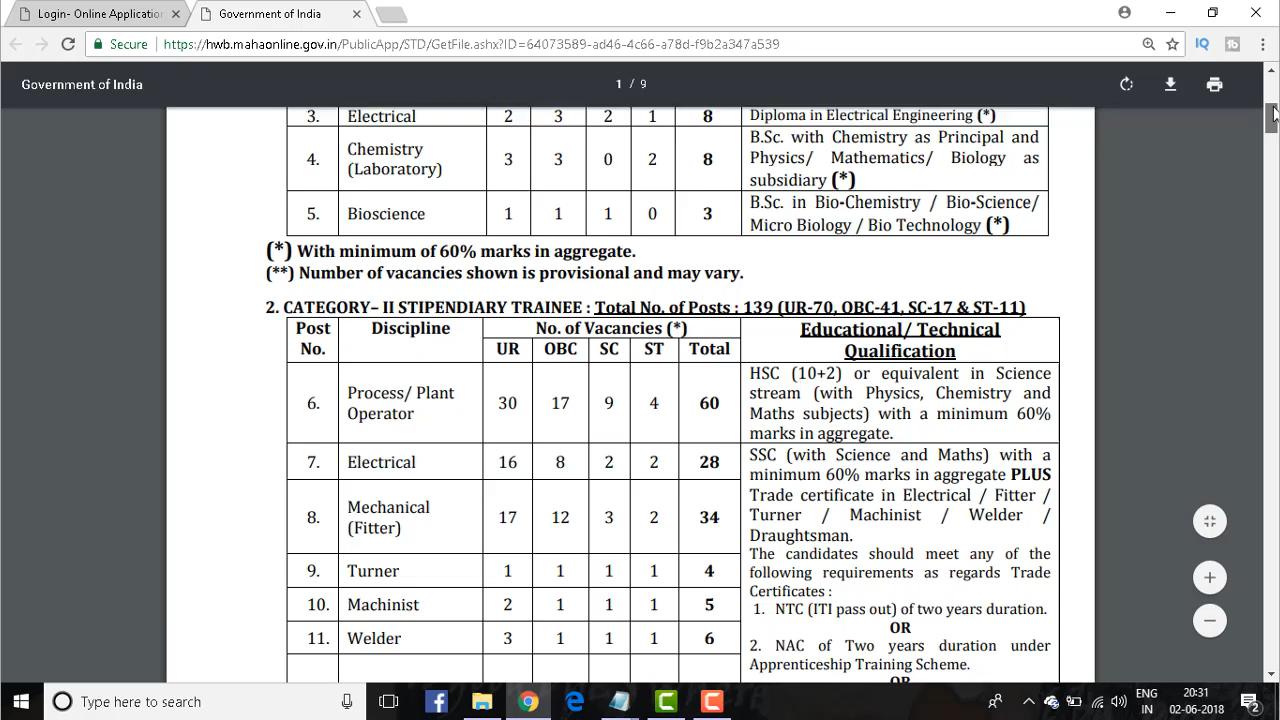 Login- Online Applicatio
Government of India
Secure
https://hwb.mahaonline.gov.in/PublicApp/STD/GetFile.ashx?ID=64073589-ad46-4c66-a78d-f9b2a347a539
Government of India
1 / 9
3. Electrical 2 3 2 1 8 Diploma in Electrical Engineering (*)
4. Chemistry (Laboratory) 3 3 0 2 8 B.Sc. with Chemistry as Principal and
Physics/ Mathematics/ Biology as
subsidiary (*)
5. Bioscience 1 1 1 0 3 B.Sc. in Bio-Chemistry / Bio-Science/
Micro Biology / Bio Technology (*)
(*) With minimum of 60% marks in aggregate.
(**) Number of vacancies shown is provisional and may vary.
2. CATEGORY– II STIPENDIARY TRAINEE : Total No. of Posts : 139 (UR-70, OBC-41, SC-17 & ST-11)
Post No. Discipline No. of Vacancies (*) Educational/ Technical
Qualification
UR OBC SC ST Total
6. Process/ Plant Operator 30 17 9 4 60 HSC (10+2) or equivalent in Science
stream (with Physics, Chemistry and
Maths subjects) with a minimum 60%
marks in aggregate.
7. Electrical 16 8 2 2 28 SSC (with Science and Maths) with a
minimum 60% marks in aggregate PLUS
8. Mechanical (Fitter) 17 12 3 2 34 Trade certificate in Electrical / Fitter /
Turner / Machinist / Welder /
Draughtsman.
The candidates should meet any of the
9. Turner 1 1 1 1 4 following requirements as regards Trade
Certificates :
10. Machinist 2 1 1 1 5 1. NTC (ITI pass out) of two years duration.
OR
11. Welder 3 1 1 1 6 2. NAC of Two years duration under
Apprenticeship Training Scheme.
Type here to search
ENG
IN
20:31
02-06-2018
2